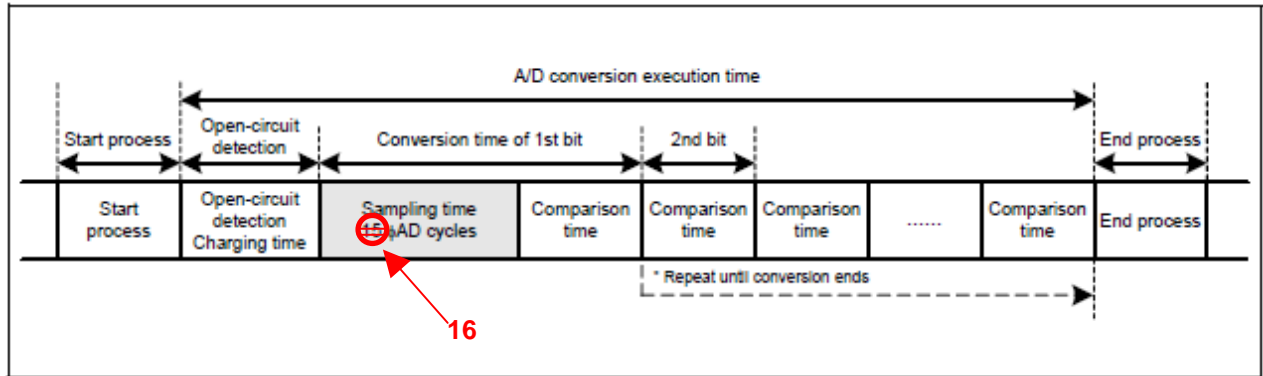 A/D conversion execution time
Start process
Open-circuit
detection
Conversion time of 1st bit
2nd bit
End process
Start
process
Open-circuit
detection
Charging time
Sampling time
15ϕAD cycles
Comparison
time
Comparison
time
Comparison
time
......
Comparison
time
End process
* Repeat until conversion ends
16